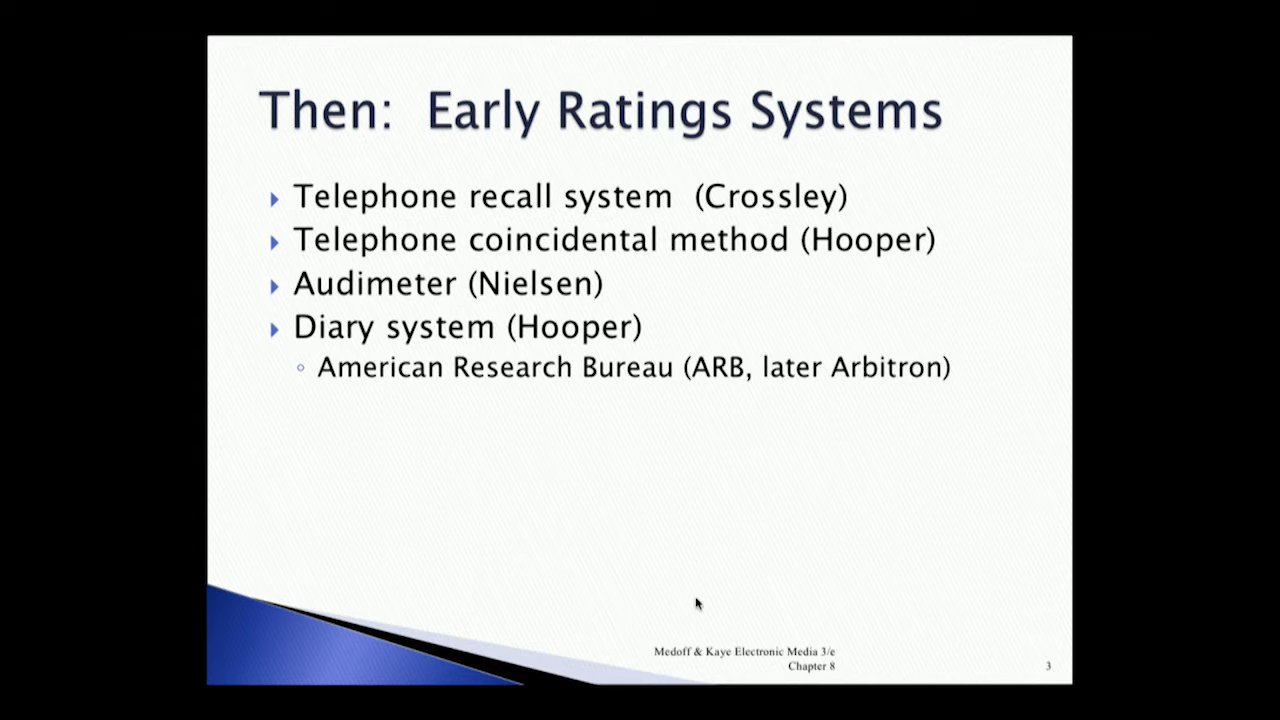 Then: Early Ratings Systems
Telephone recall system (Crossley)
Telephone coincidental method (Hooper)
Audimeter (Nielsen)
Diary system (Hooper)
American Research Bureau (ARB, later Arbitron)
Medoff & Kaye Electronic Media 3/e
Chapter 8
3